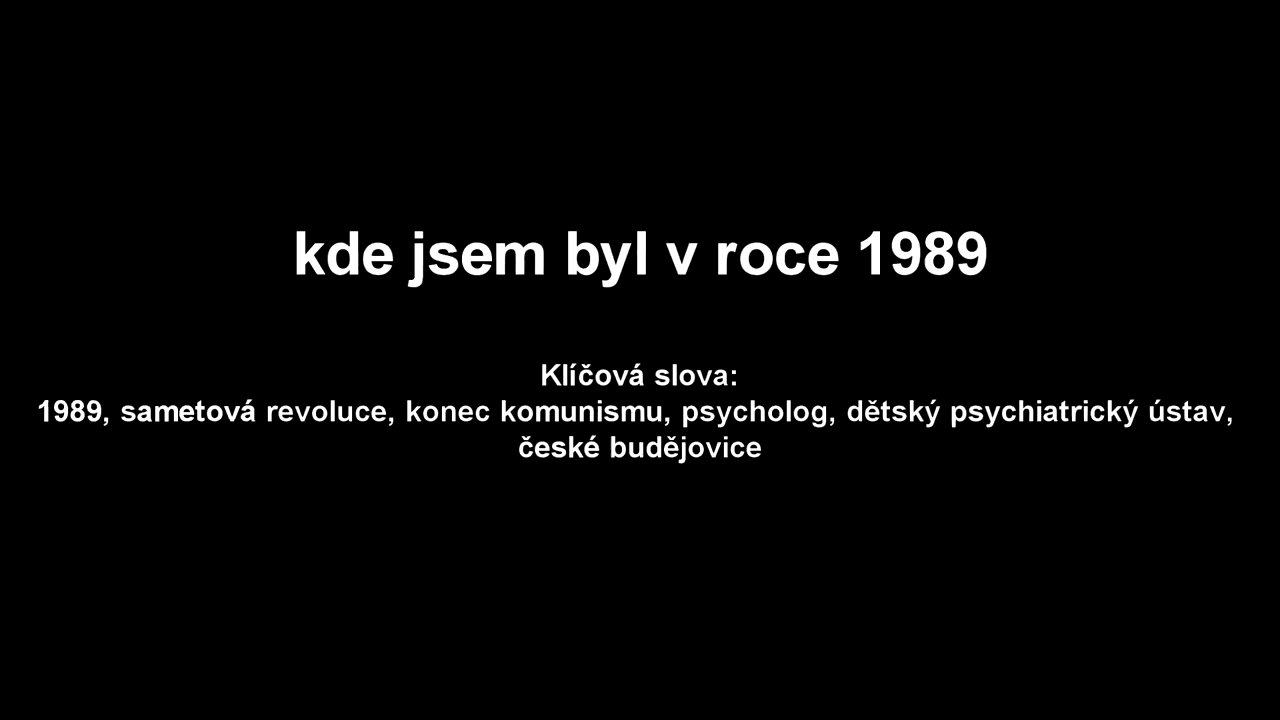 kde jsem byl v roce 1989
Klíčová slova:
1989, sametová revoluce, konec komunismu, psycholog, dětský psychiatrický ústav,
české budějovice